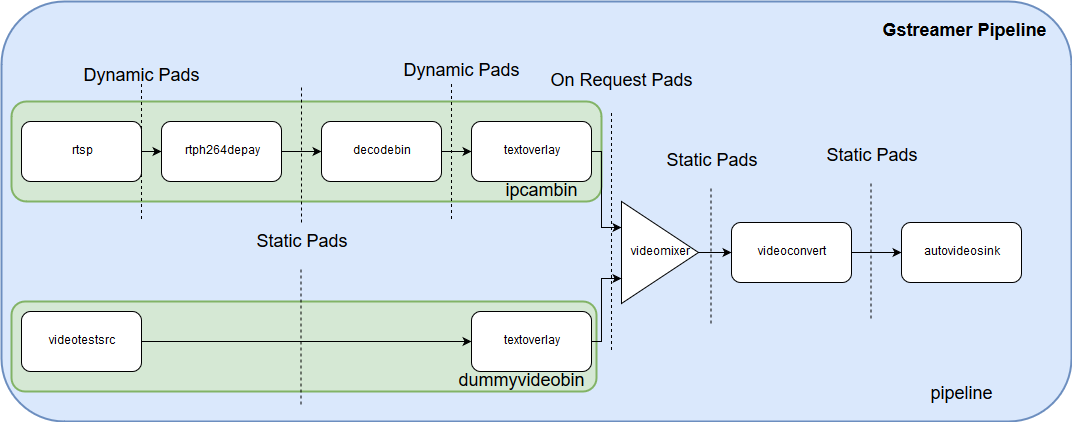 Gstreamer Pipeline
Dynamic Pads
Dynamic Pads
On Request Pads
rtsp
rtph264depay
decodebin
textoverlay
ipcambin
Static Pads
Static Pads
Static Pads
videomixer
videoconvert
autovideosink
videotestsrc
textoverlay
dummyvideobin
pipeline